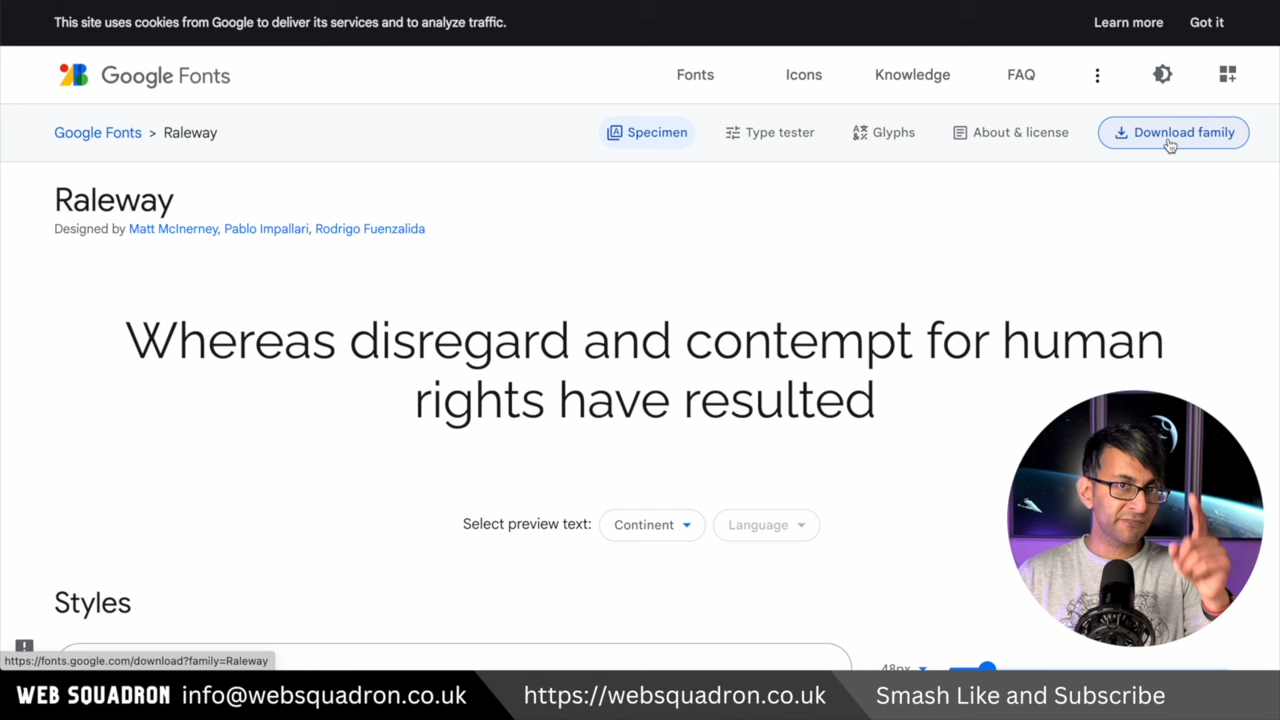 This site uses cookies from Google to deliver its services and to analyze traffic.
Learn more
Got it
Google Fonts
Fonts
Icons
Knowledge
FAQ
Google Fonts > Raleway
Specimen
Type tester
Glyphs
About & license
Download family
Raleway
Designed by Matt McInerney, Pablo Impallari, Rodrigo Fuenzalida
Whereas disregard and contempt for human
rights have resulted
Select preview text:
Continent
Language
Styles
48px
https://fonts.google.com/download?family=Raleway
WEB SQUADRON info@websquadron.co.uk
https://websquadron.co.uk
Smash Like and Subscribe